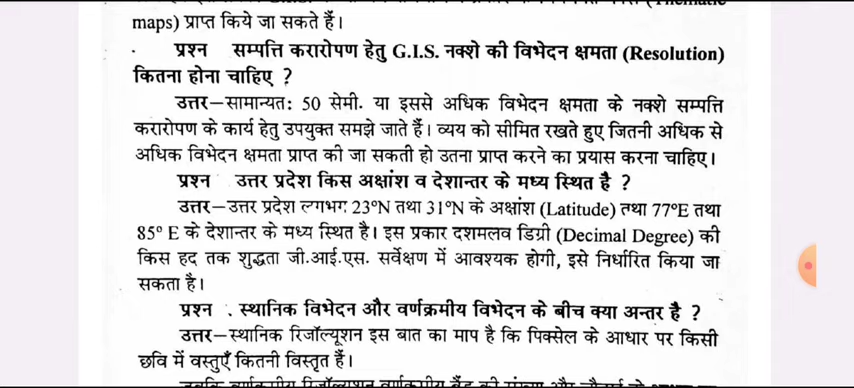 maps) प्राप्त किये जा सकते हैं।
प्रश्न सम्पत्ति करारोपण हेतु G.I.S. नक्शे की विभेदन क्षमता (Resolution)
कितना होना चाहिए ?
उत्तर–सामान्यतः 50 सेमी. या इससे अधिक विभेदन क्षमता के नक्शे सम्पत्ति
करारोपण के कार्य हेतु उपयुक्त समझे जाते हैं। व्यय को सीमित रखते हुए जितनी अधिक से
अधिक विभेदन क्षमता प्राप्त की जा सकती हो उतना प्राप्त करने का प्रयास करना चाहिए।
प्रश्न उत्तर प्रदेश किस अक्षांश व देशान्तर के मध्य स्थित है ?
उत्तर–उत्तर प्रदेश लगभग 23°N तथा 31°N के अक्षांश (Latitude) तथा 77°E तथा
85° E के देशान्तर के मध्य स्थित है। इस प्रकार दशमलव डिग्री (Decimal Degree) की
किस हद तक शुद्धता जी.आई.एस. सर्वेक्षण में आवश्यक होगी, इसे निर्धारित किया जा
सकता है।
प्रश्न . स्थानिक विभेदन और वर्णक्रमीय विभेदन के बीच क्या अन्तर है ?
उत्तर–स्थानिक रिजॉल्यूशन इस बात का माप है कि पिक्सेल के आधार पर किसी
छवि में वस्तुएँ कितनी विस्तृत हैं।